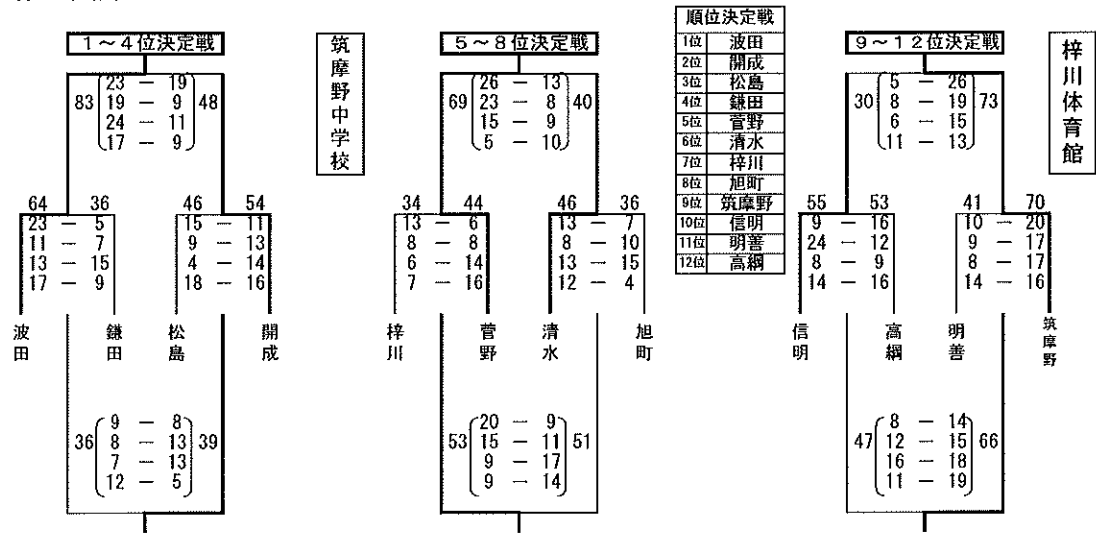 1～4位決定戦
83 23 － 19 48
19 － 9
24 － 11
17 － 9
64 36 46 54
23 － 5 15 － 11
11 － 7 9 － 13
13 － 15 4 － 14
17 － 9 18 － 16
波田 鎌田 松島 開成
36 9 － 8 39
8 － 13
7 － 13
12 － 5
筑摩野中学校
5～8位決定戦
69 26 － 13 40
23 － 8
15 － 9
5 － 10
34 44 46 36
13 － 6 13 － 7
8 － 8 8 － 10
6 － 14 13 － 15
7 － 16 12 － 4
梓川 菅野 清水 旭町
53 20 － 9 51
15 － 11
9 － 17
9 － 14
順位決定戦
1位 波田
2位 開成
3位 松島
4位 鎌田
5位 菅野
6位 清水
7位 梓川
8位 旭町
9位 筑摩野
10位 信明
11位 明善
12位 高綱
9～12位決定戦
30 5 － 26 73
8 － 19
6 － 15
11 － 13
55 53 41 70
9 － 16 10 － 20
24 － 12 9 － 17
8 － 9 8 － 17
14 － 16 14 － 16
信明 高綱 明善 筑摩野
47 8 － 14 66
12 － 15
16 － 18
11 － 19
梓川体育館